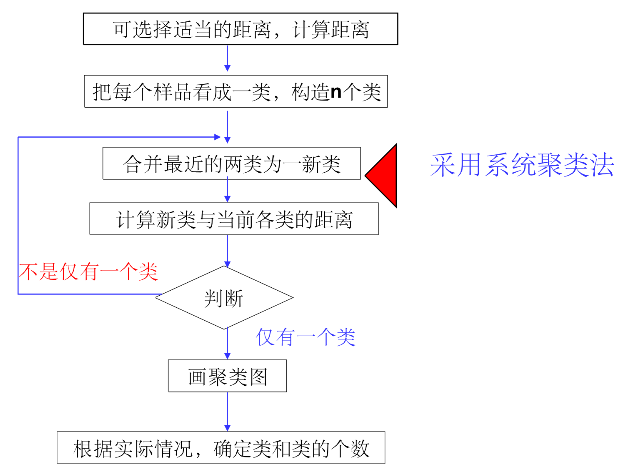 可选择适当的距离，计算距离
把每个样品看成一类，构造n个类
合并最近的两类为一新类
采用系统聚类法
计算新类与当前各类的距离
不是仅有一个类
判断
仅有一个类
画聚类图
根据实际情况，确定类和类的个数